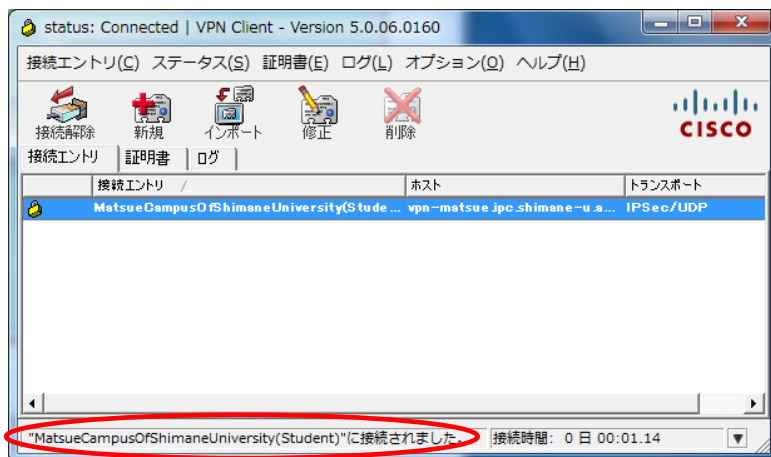 status: Connected | VPN Client - Version 5.0.06.0160
接続エントリ(C) ステータス(S) 証明書(E) ログ(L) オプション(O) ヘルプ(H)
接続解除 新規 インポート 修正 削除
CISCO
接続エントリ 証明書 ログ
接続エントリ / ホスト トランスポート
MatsueCampusOfShimaneUniversity(Stude... vpn-matsue.ipc.shimane-u.a... IPSec/UDP
"MatsueCampusOfShimaneUniversity(Student)"に接続されました。 接続時間: 0 日 00:01.14